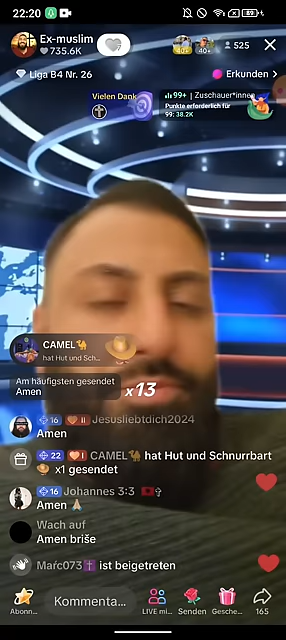 22:20
89
Ex-muslim
735.6K
525
Liga B4 Nr. 26
Erkunden >
Vielen Dank
99+ | Zuschauer*innen
Punkte erforderlich für
99: 38.2K
CAMEL
hat Hut und Sch...
Am häufigsten gesendet
Amen
x13
16 II Jesusliebtdich2024
Amen
22 I CAMEL hat Hut und Schnurrbart
x1 gesendet
16 Johannes 3:3
Amen
Wach auf
Amen briše
Maŕc073 ist beigetreten
Abonn...
Kommenta...
LIVE mi...
Senden
Gesche...
165